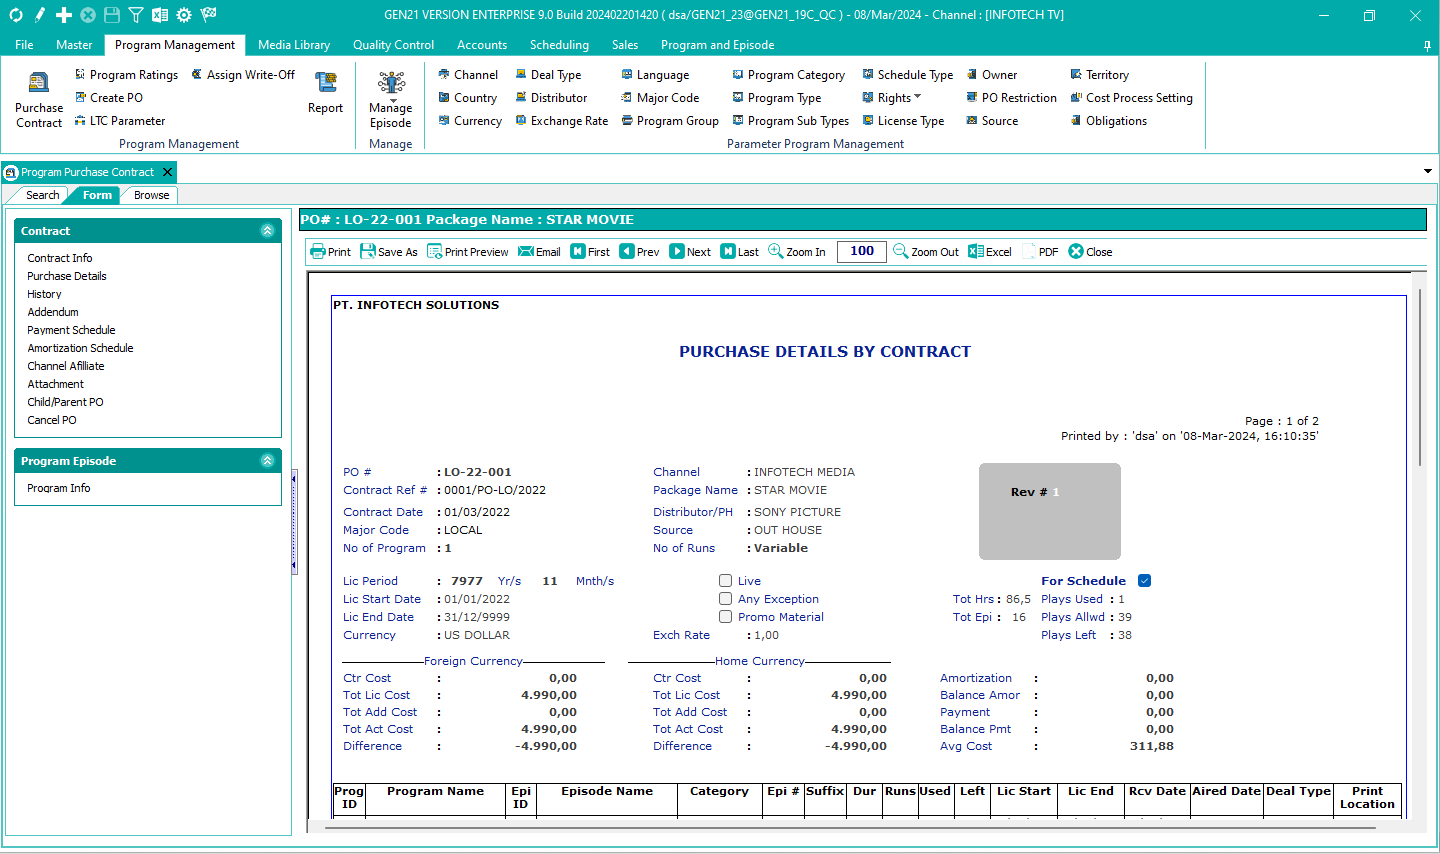 GEN21 VERSION ENTERPRISE 9.0 Build 202402201420 ( dsa/GEN21_23@GEN21_19C_QC ) - 08/Mar/2024 - Channel : [INFOTECH TV]
File Master Program Management Media Library Quality Control Accounts Scheduling Sales Program and Episode
Program Ratings Assign Write-Off Channel Deal Type Language Program Category Schedule Type Owner Territory
Create PO Country Distributor Major Code Program Type Rights PO Restriction Cost Process Setting
LTC Parameter Currency Exchange Rate Program Group Program Sub Types License Type Source Obligations
Purchase Contract Report Manage Episode
Program Management Manage Parameter Program Management
Program Purchase Contract
Search Form Browse
Contract
Contract Info
Purchase Details
History
Addendum
Payment Schedule
Amortization Schedule
Channel Afilliate
Attachment
Child/Parent PO
Cancel PO
Program Episode
Program Info
PO# : LO-22-001 Package Name : STAR MOVIE
Print Save As Print Preview Email First Prev Next Last Zoom In 100 Zoom Out Excel PDF Close
PT. INFOTECH SOLUTIONS
PURCHASE DETAILS BY CONTRACT
Page : 1 of 2
Printed by : 'dsa' on '08-Mar-2024, 16:10:35'
PO # : LO-22-001 Channel : INFOTECH MEDIA
Contract Ref # : 0001/PO-LO/2022 Package Name : STAR MOVIE Rev # 1
Contract Date : 01/03/2022 Distributor/PH : SONY PICTURE
Major Code : LOCAL Source : OUT HOUSE
No of Program : 1 No of Runs : Variable
Lic Period : 7977 Yr/s 11 Mnth/s Live For Schedule
Lic Start Date : 01/01/2022 Any Exception Tot Hrs : 86,5 Plays Used : 1
Lic End Date : 31/12/9999 Promo Material Tot Epi : 16 Plays Allwd : 39
Currency : US DOLLAR Exch Rate : 1,00 Plays Left : 38
Foreign Currency Home Currency
Ctr Cost : 0,00 Ctr Cost : 0,00 Amortization : 0,00
Tot Lic Cost : 4.990,00 Tot Lic Cost : 4.990,00 Balance Amor : 0,00
Tot Add Cost : 0,00 Tot Add Cost : 0,00 Payment : 0,00
Tot Act Cost : 4.990,00 Tot Act Cost : 4.990,00 Balance Pmt : 0,00
Difference : -4.990,00 Difference : -4.990,00 Avg Cost : 311,88
Prog ID Program Name Epi ID Episode Name Category Epi # Suffix Dur Runs Used Left Lic Start Lic End Rcv Date Aired Date Deal Type Print Location